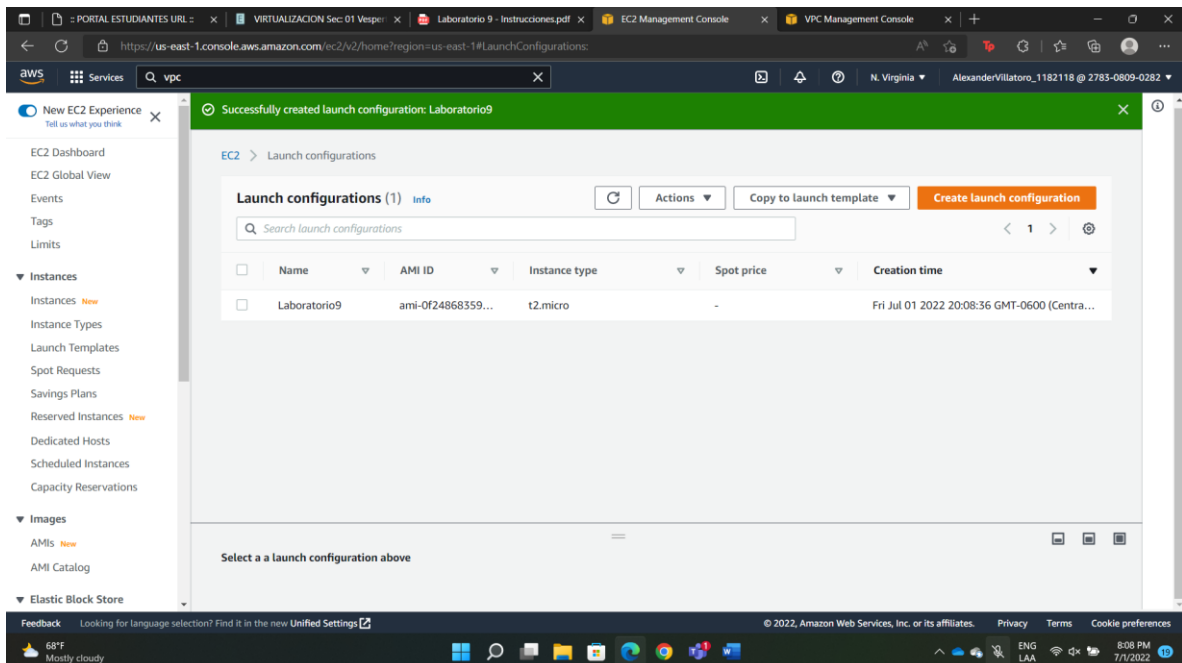 :: PORTAL ESTUDIANTES URL ::
VIRTUALIZACION Sec: 01 Vesper
Laboratorio 9 - Instrucciones.pdf
EC2 Management Console
VPC Management Console
https://us-east-1.console.aws.amazon.com/ec2/v2/home?region=us-east-1#LaunchConfigurations:
aws
Services
vpc
N. Virginia
AlexanderVillatoro_1182118 @ 2783-0809-0282
New EC2 Experience
Tell us what you think
Successfully created launch configuration: Laboratorio9
EC2 Dashboard
EC2 Global View
Events
Tags
Limits
Instances
Instances New
Instance Types
Launch Templates
Spot Requests
Savings Plans
Reserved Instances New
Dedicated Hosts
Scheduled Instances
Capacity Reservations
Images
AMIs New
AMI Catalog
Elastic Block Store
EC2 > Launch configurations
Launch configurations (1) Info
Actions
Copy to launch template
Create launch configuration
Search launch configurations
1
Name
AMI ID
Instance type
Spot price
Creation time
Laboratorio9
ami-0f24868359...
t2.micro
-
Fri Jul 01 2022 20:08:36 GMT-0600 (Centra...
Select a a launch configuration above
Feedback
Looking for language selection? Find it in the new Unified Settings
© 2022, Amazon Web Services, Inc. or its affiliates.
Privacy
Terms
Cookie preferences
68°F
Mostly cloudy
ENG
LAA
8:08 PM
7/1/2022
19